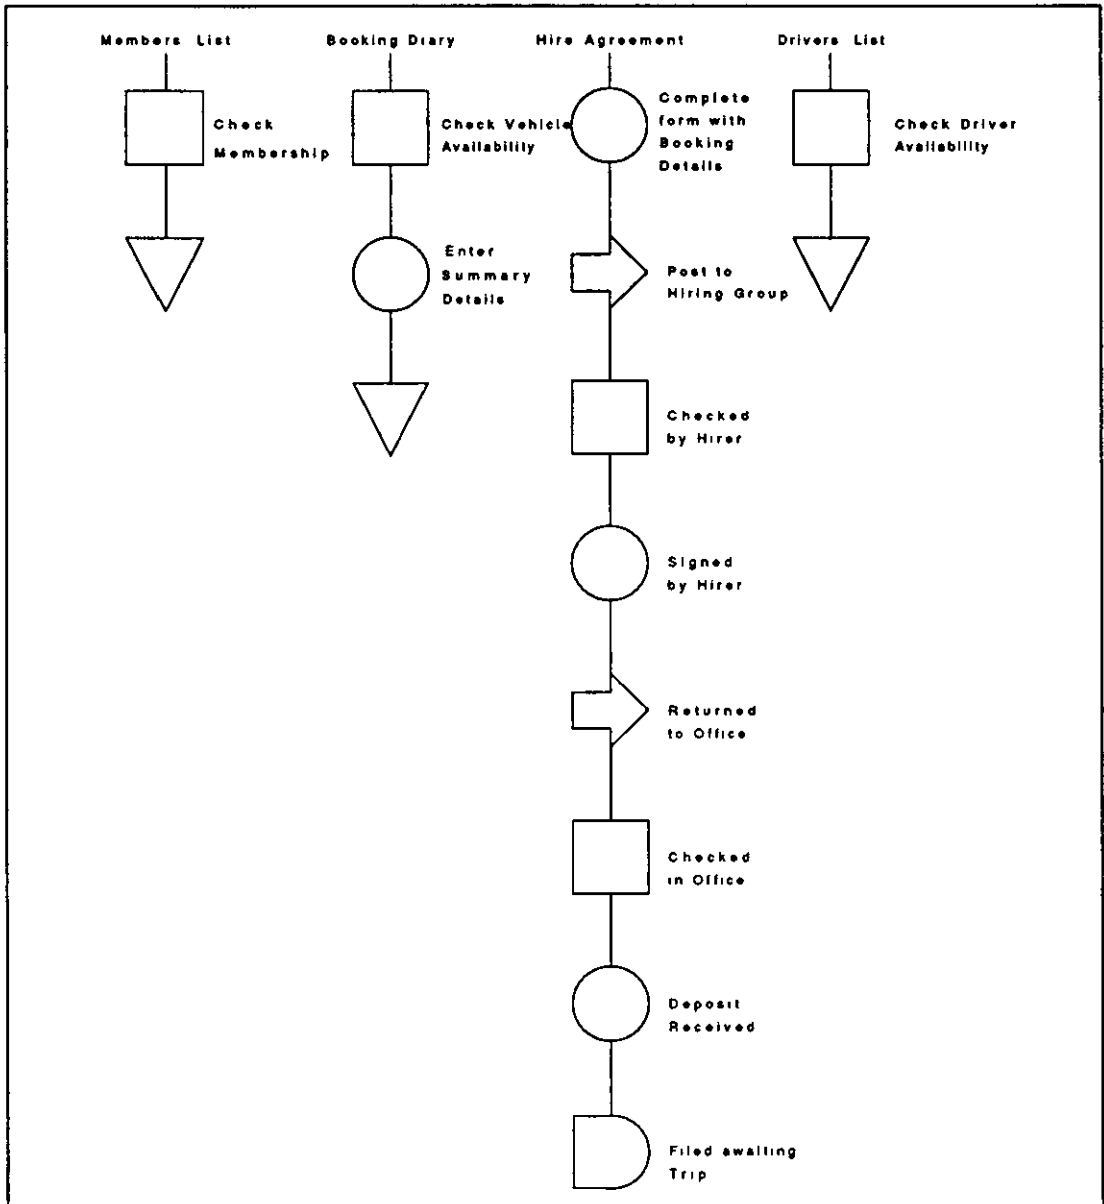 Members List
Booking Diary
Hire Agreement
Drivers List
Check
Membership
Check Vehicle
Availability
Complete
form with
Booking
Details
Check Driver
Availability
Enter
Summary
Details
Post to
Hiring Group
Checked
by Hirer
Signed
by Hirer
Returned
to Office
Checked
in Office
Deposit
Received
Filed awaiting
Trip